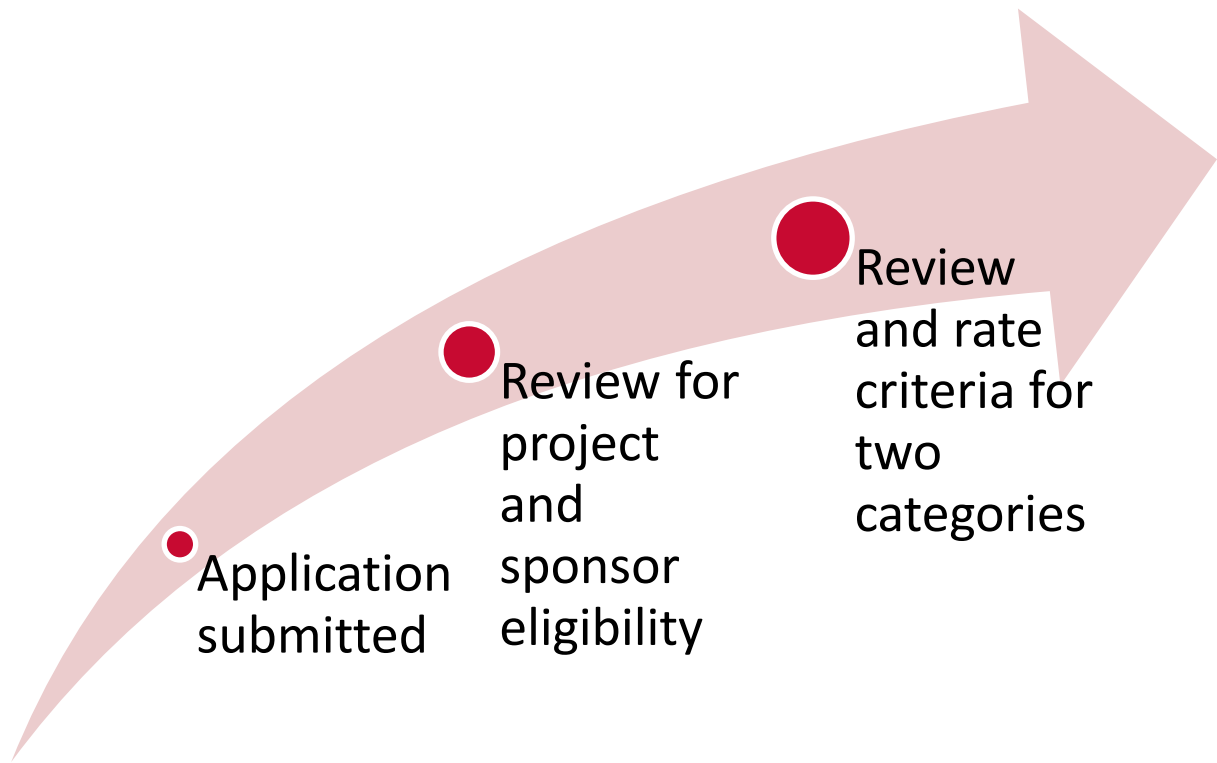 Application
submitted
Review for
project
and
sponsor
eligibility
Review
and rate
criteria for
two
categories